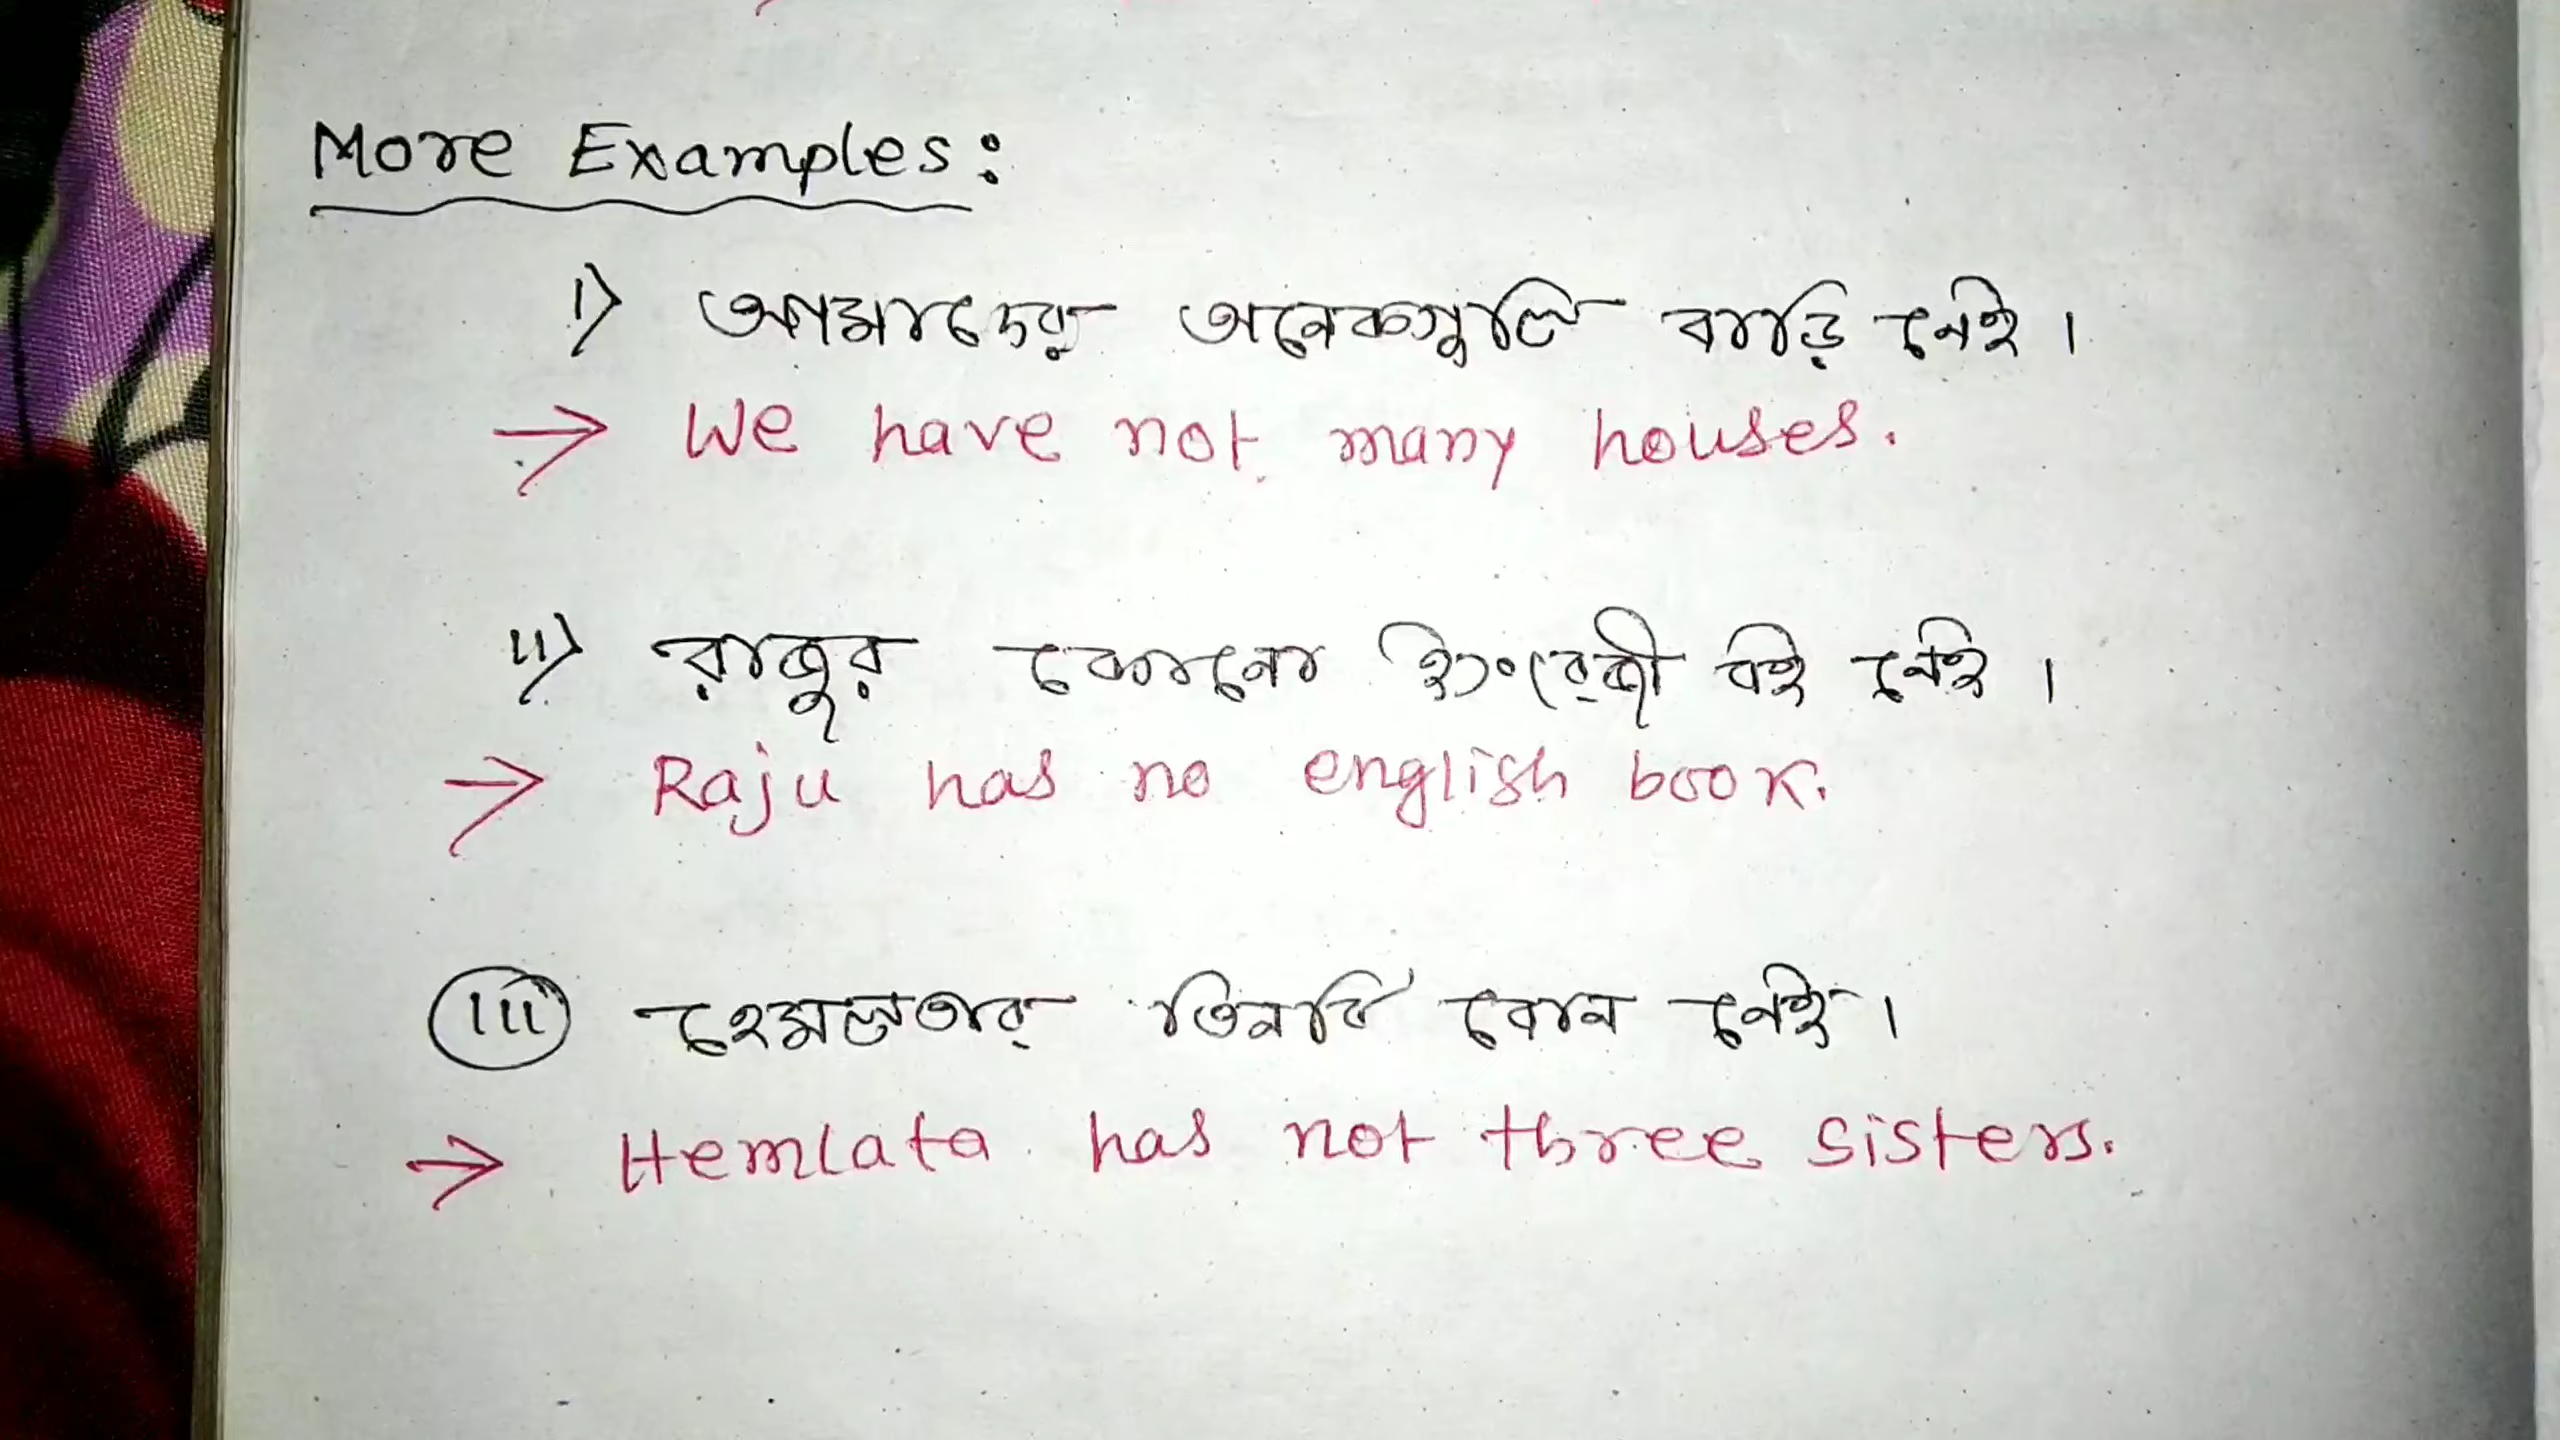 More Examples:
i) আমাদের অনেকগুলি বাড়ি নেই।
→ We have not many houses.
ii) রাজুর কোনো ইংরেজী বই নেই।
→ Raju has no english book.
iii হেমলতার তিনটি বোন নেই।
→ Hemlata has not three sisters.